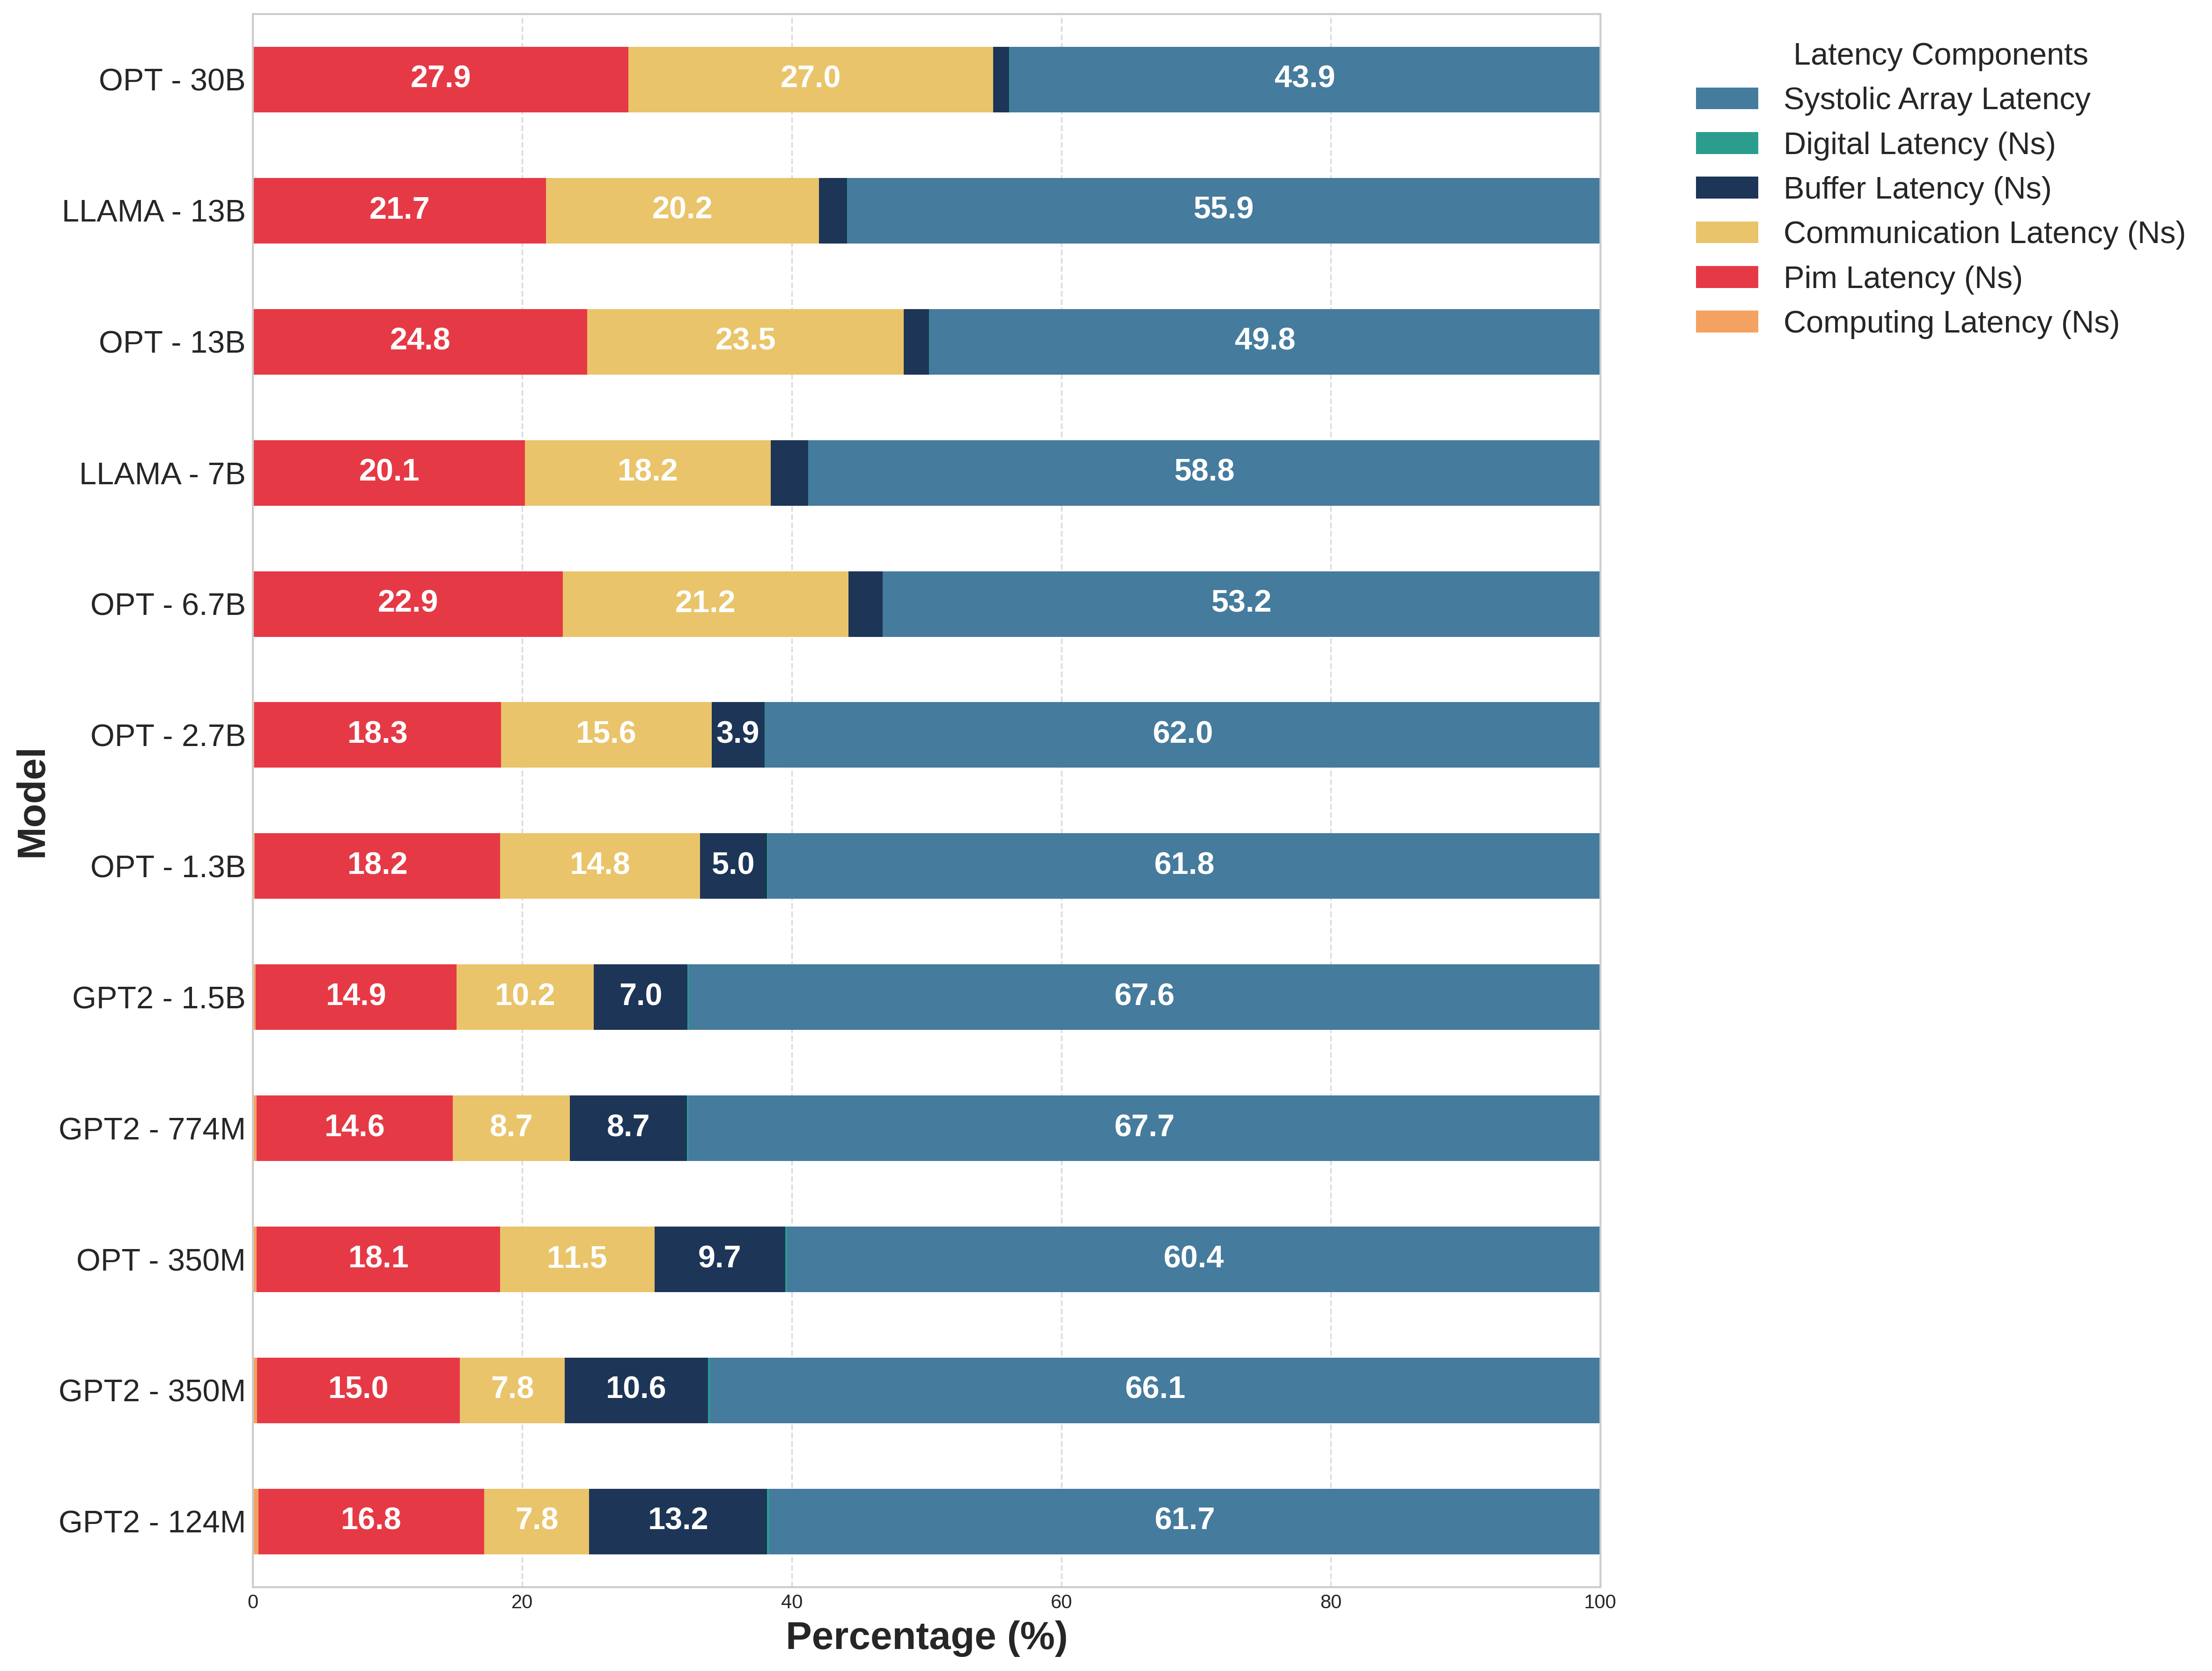 OPT - 30B 27.9 27.0 43.9
LLAMA - 13B 21.7 20.2 55.9
OPT - 13B 24.8 23.5 49.8
LLAMA - 7B 20.1 18.2 58.8
OPT - 6.7B 22.9 21.2 53.2
OPT - 2.7B 18.3 15.6 3.9 62.0
OPT - 1.3B 18.2 14.8 5.0 61.8
GPT2 - 1.5B 14.9 10.2 7.0 67.6
GPT2 - 774M 14.6 8.7 8.7 67.7
OPT - 350M 18.1 11.5 9.7 60.4
GPT2 - 350M 15.0 7.8 10.6 66.1
GPT2 - 124M 16.8 7.8 13.2 61.7
Model
0 20 40 60 80 100
Percentage (%)
Latency Components
Systolic Array Latency
Digital Latency (Ns)
Buffer Latency (Ns)
Communication Latency (Ns)
Pim Latency (Ns)
Computing Latency (Ns)